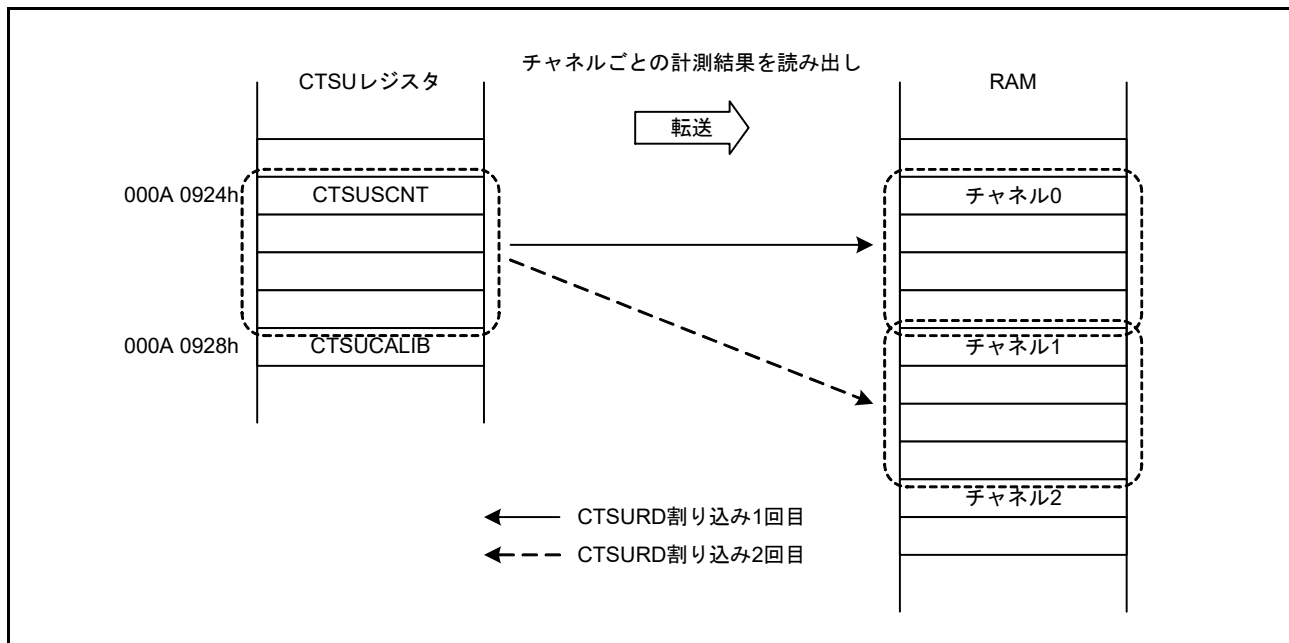 チャネルごとの計測結果を読み出し
CTSUレジスタ
RAM
転送
000A 0924h
CTSUSCNT
チャネル0
000A 0928h
CTSUCALIB
チャネル1
チャネル2
CTSURD割り込み1回目
CTSURD割り込み2回目